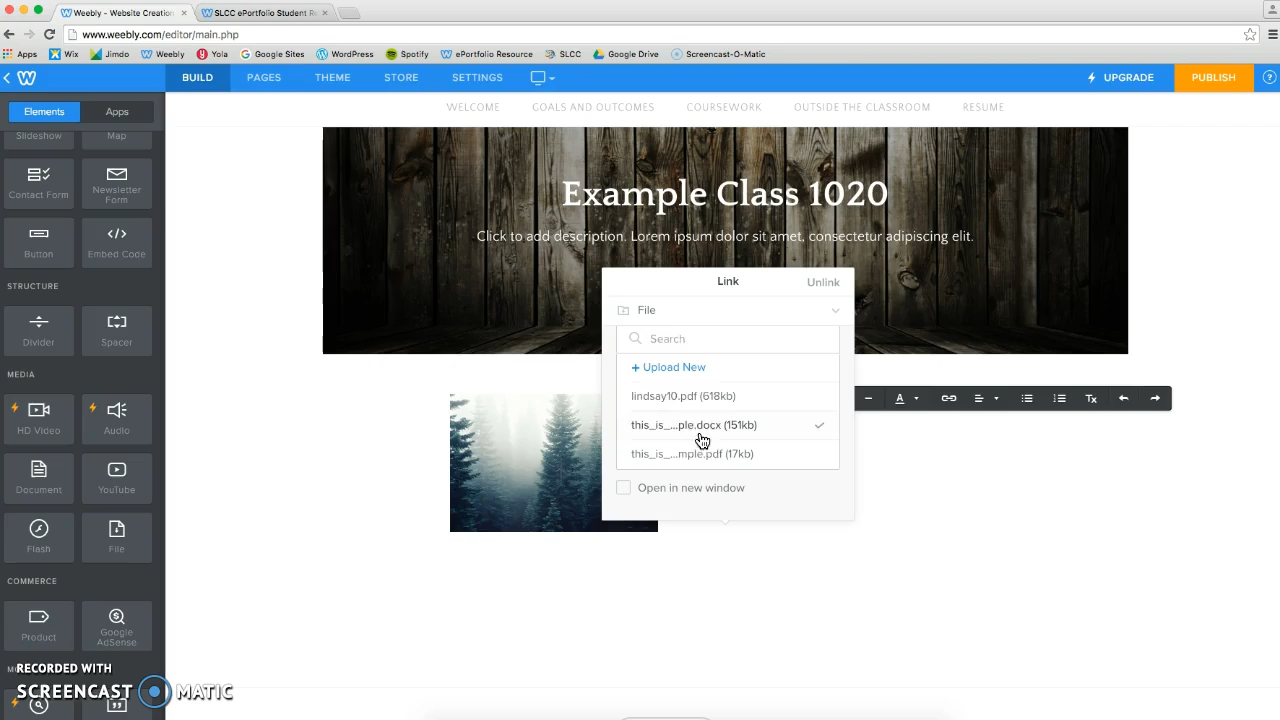 Weebly - Website Creation
SLCC ePortfolio Student Re
www.weebly.com/editor/main.php
Apps Wix Jimdo Weebly Yola Google Sites WordPress Spotify ePortfolio Resource SLCC Google Drive Screencast-O-Matic
BUILD PAGES THEME STORE SETTINGS UPGRADE PUBLISH ?
Elements Apps
WELCOME GOALS AND OUTCOMES COURSEWORK OUTSIDE THE CLASSROOM RESUME
Slideshow Map
Contact Form Newsletter Form
Button Embed Code
STRUCTURE
Divider Spacer
MEDIA
HD Video Audio
Document YouTube
Flash File
COMMERCE
Product Google AdSense
Example Class 1020
Click to add description. Lorem ipsum dolor sit amet, consectetur adipiscing elit.
Link Unlink
File
Search
+ Upload New
lindsay10.pdf (618kb)
this_is_...ple.docx (151kb)
this_is_...mple.pdf (17kb)
Open in new window
RECORDED WITH
SCREENCAST MATIC